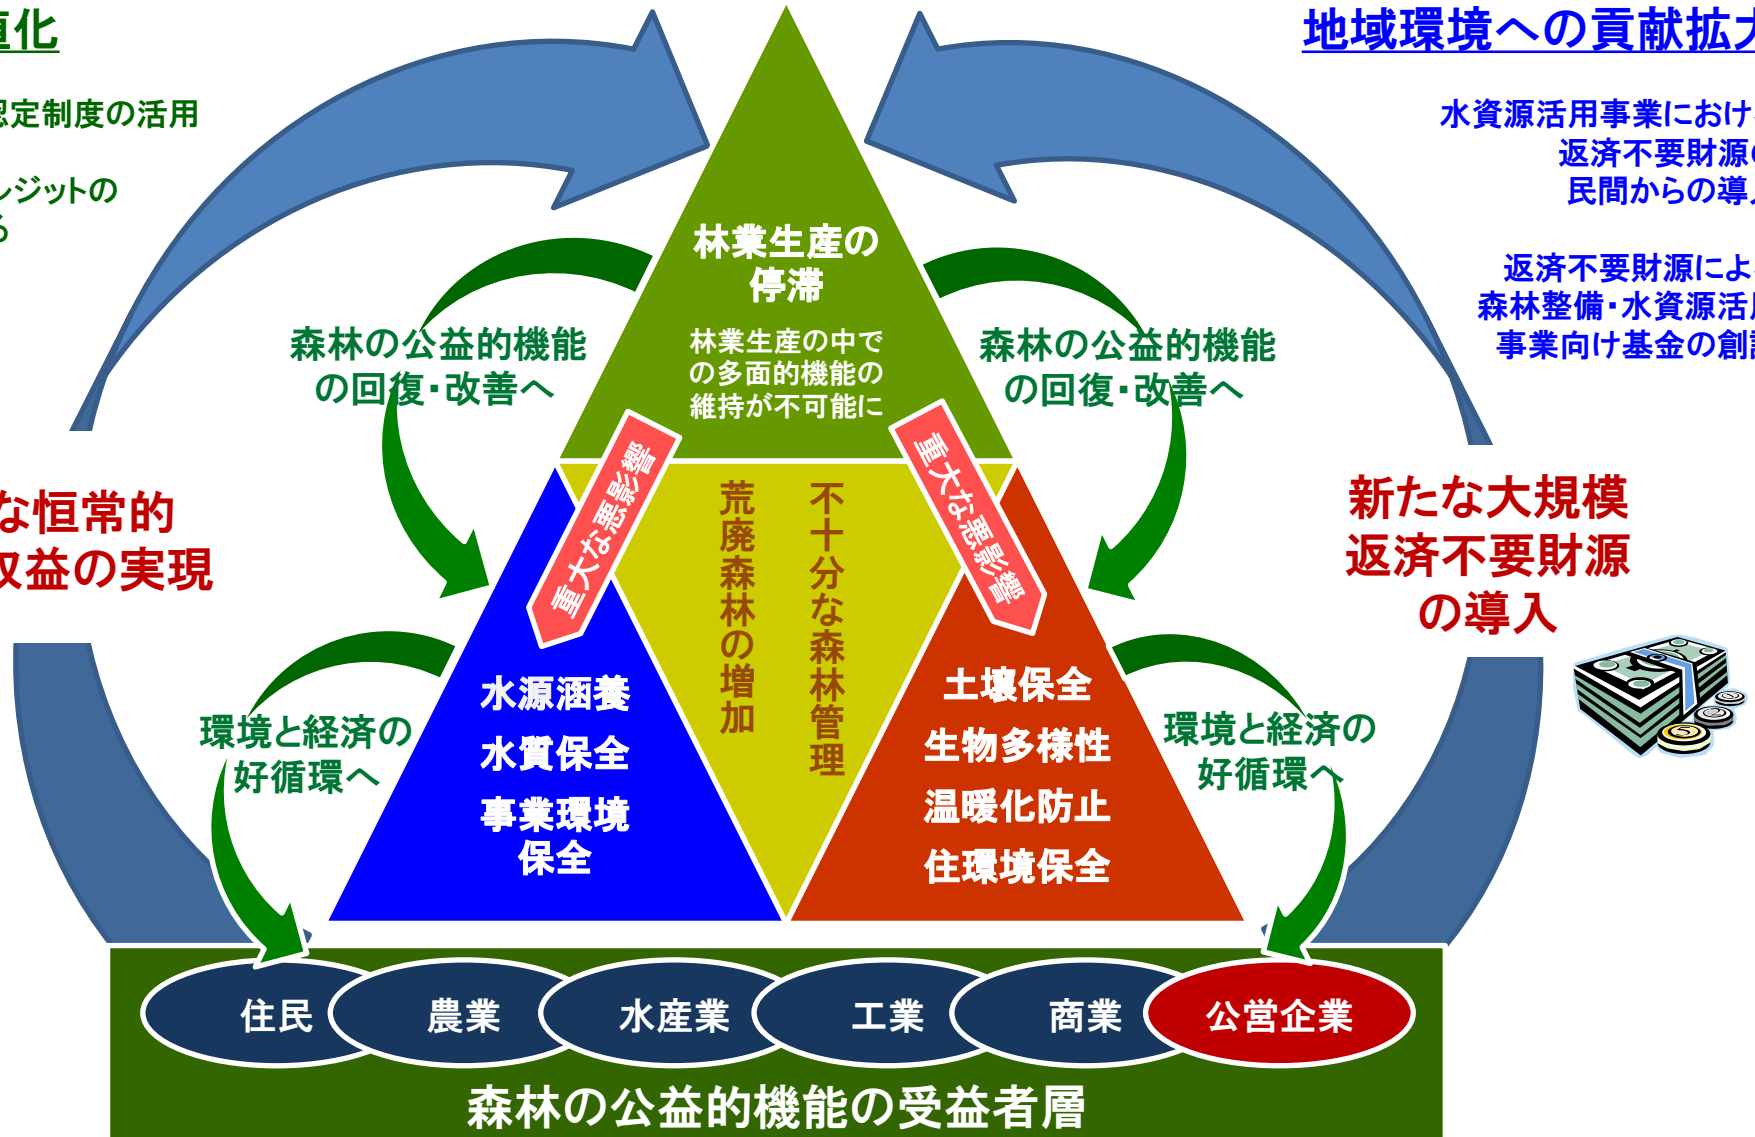 値化
認定制度の活用
レジットの
る
な恒常的
収益の実現
地域環境への貢献拡大
水資源活用事業における
返済不要財源の
民間からの導入
返済不要財源による
森林整備・水資源活用
事業向け基金の創設
新たな大規模
返済不要財源
の導入
林業生産の
停滞
林業生産の中で
の多面的機能の
維持が不可能に
森林の公益的機能
の回復・改善へ
森林の公益的機能
の回復・改善へ
重大な悪影響
重大な悪影響
不十分な森林管理
荒廃森林の増加
水源涵養
水質保全
事業環境
保全
土壌保全
生物多様性
温暖化防止
住環境保全
環境と経済の
好循環へ
環境と経済の
好循環へ
住民
農業
水産業
工業
商業
公営企業
森林の公益的機能の受益者層